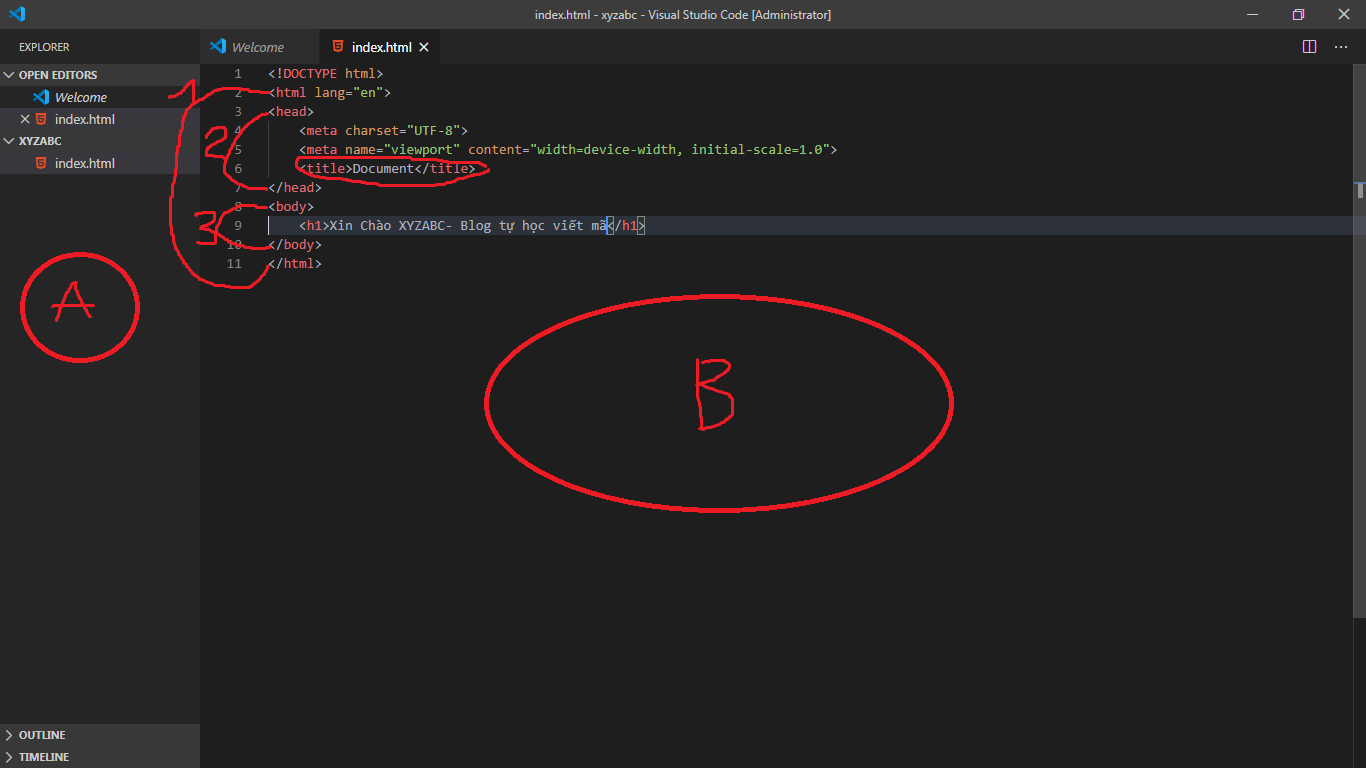 index.html - xyzabc - Visual Studio Code [Administrator]
EXPLORER
OPEN EDITORS
Welcome
index.html
XYZABC
index.html
OUTLINE
TIMELINE
Welcome
index.html
1 <!DOCTYPE html>
2 <html lang="en">
3 <head>
4 <meta charset="UTF-8">
5 <meta name="viewport" content="width=device-width, initial-scale=1.0">
6 <title>Document</title>
7 </head>
8 <body>
9 <h1>Xin Chào XYZABC- Blog tự học viết mã</h1>
10 </body>
11 </html>
1
2
3
A
B